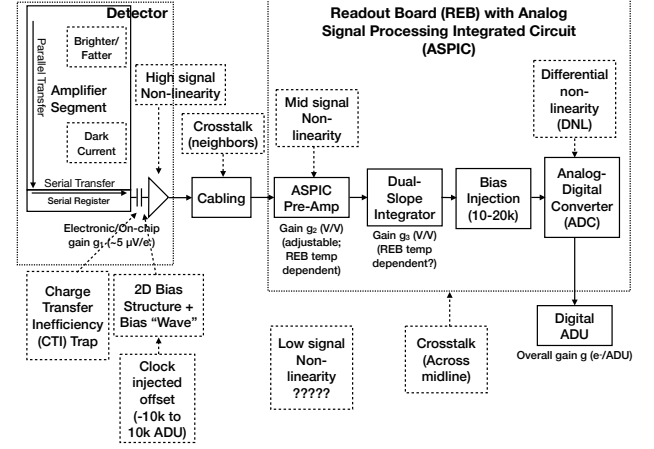 Detector
Readout Board (REB) with Analog
Signal Processing Integrated Circuit
(ASPIC)
Parallel Transfer
Brighter/
Fatter
Amplifier
Segment
Dark
Current
Serial Transfer
Serial Register
High signal
Non-linearity
Crosstalk
(neighbors)
Cabling
Electronic/On-chip
gain g₁ (~5 μV/e-)
Mid signal
Non-
linearity
ASPIC
Pre-Amp
Gain g₂ (V/V)
(adjustable;
REB temp
dependent)
Dual-
Slope
Integrator
Gain g₃ (V/V)
(REB temp
dependent?)
Bias
Injection
(10-20k)
Differential
non-
linearity
(DNL)
Analog-
Digital
Converter
(ADC)
Charge
Transfer
Inefficiency
(CTI) Trap
2D Bias
Structure +
Bias “Wave”
Clock
injected
offset
(-10k to
10k ADU)
Low signal
Non-
linearity
?????
Crosstalk
(Across
midline)
Digital
ADU
Overall gain g (e-/ADU)